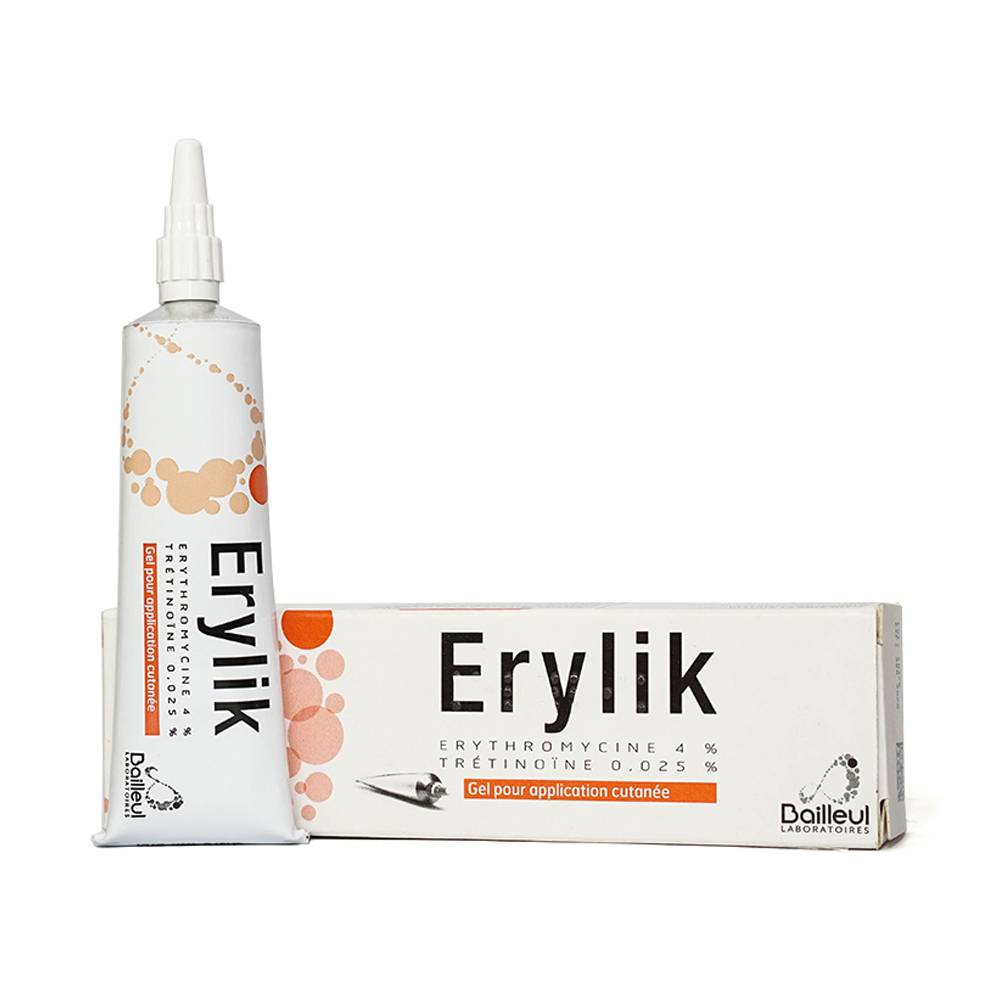 Erylik
ERYTHROMYCINE 4 %
TRÉTINOÏNE 0,025 %
Gel pour application cutanée
Bailleul
LABORATOIRES
Erylik
ERYTHROMYCINE 4 %
TRÉTINOÏNE 0,025 %
Gel pour application cutanée
Bailleul
LABORATOIRES